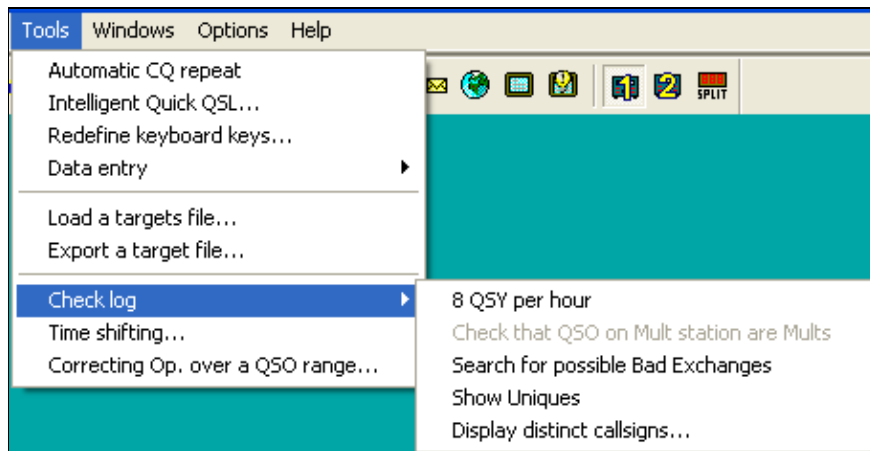 Tools Windows Options Help
Automatic CQ repeat
Intelligent Quick QSL...
Redefine keyboard keys...
Data entry
Load a targets file...
Export a target file...
Check log
Time shifting...
Correcting Op. over a QSO range...
1 2 SPLIT
8 QSY per hour
Check that QSO on Mult station are Mults
Search for possible Bad Exchanges
Show Uniques
Display distinct callsigns...